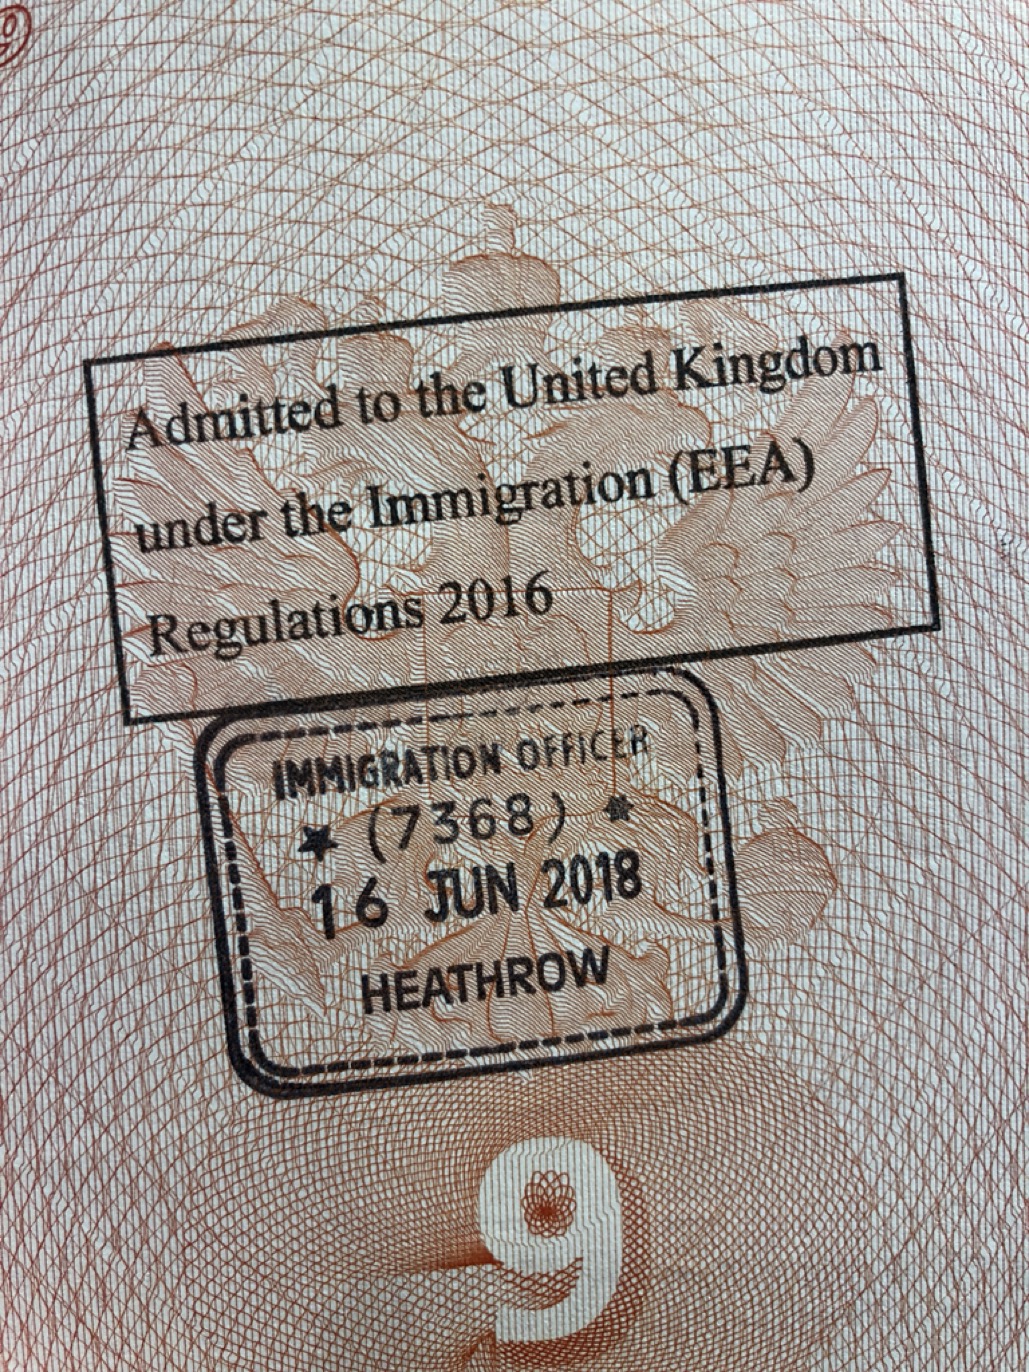 Admitted to the United Kingdom
under the Immigration (EEA)
Regulations 2016
IMMIGRATION OFFICER
★ (7368) ★
16 JUN 2018
HEATHROW
9